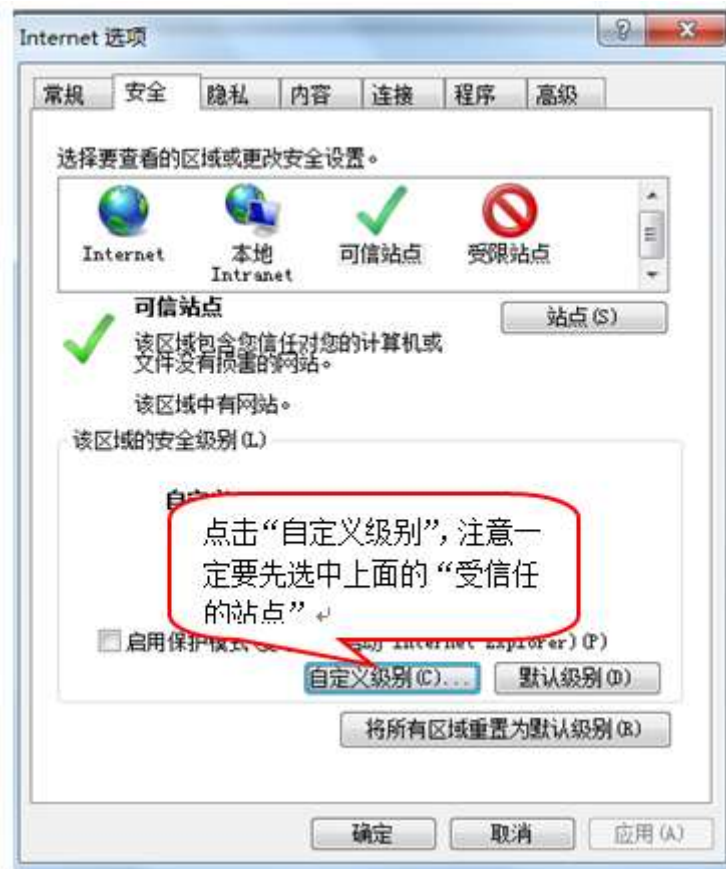 Internet 选项
常规 安全 隐私 内容 连接 程序 高级
选择要查看的区域或更改安全设置。
Internet 本地 可信站点 受限站点
Intranet
可信站点
站点(S)
该区域包含您信任对您的计算机或
文件没有损害的网站。
该区域中有网站。
该区域的安全级别(L)
点击“自定义级别”，注意一
定要先选中上面的“受信任
的站点”
启用保护模式 Internet Explorer)(P)
自定义级别(C)... 默认级别(D)
将所有区域重置为默认级别(R)
确定 取消 应用(A)